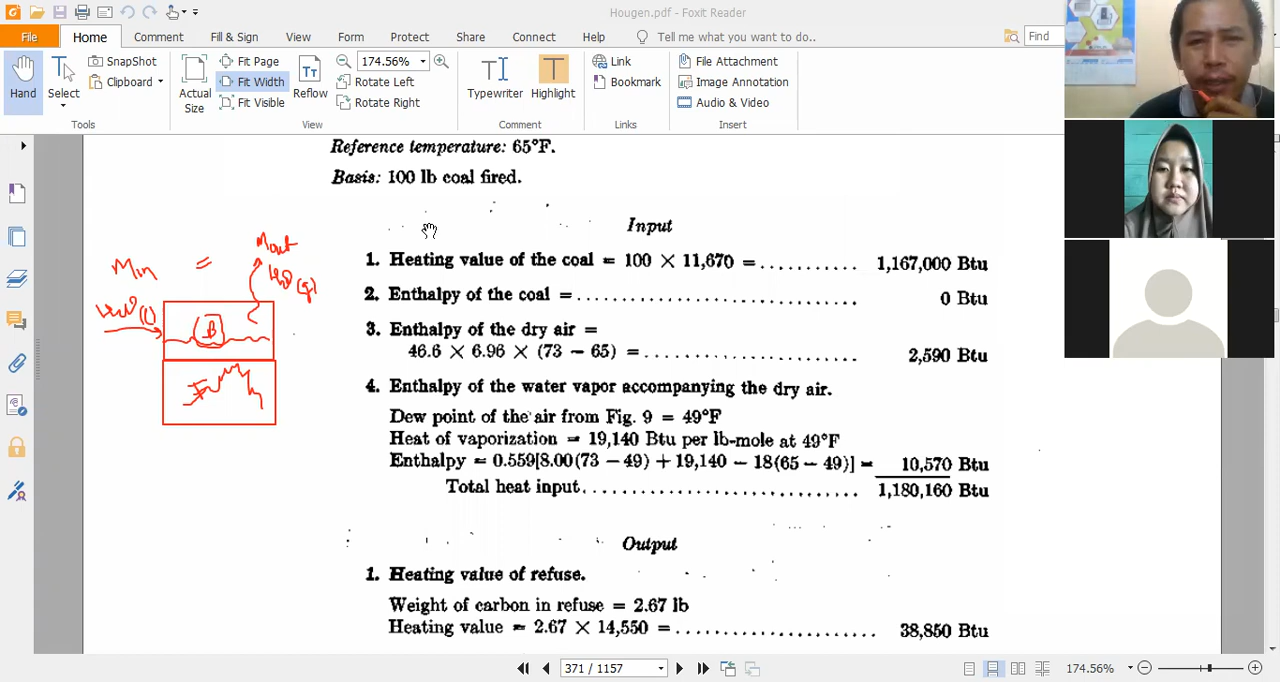 Hougen.pdf - Foxit Reader
File Home Comment Fill & Sign View Form Protect Share Connect Help Tell me what you want to do.. Find
Hand
Select
SnapShot
Clipboard
Actual Size
Fit Page
Fit Width
Fit Visible
Reflow
174.56%
Rotate Left
Rotate Right
Typewriter
Highlight
Link
Bookmark
File Attachment
Image Annotation
Audio & Video
Tools View Comment Links Insert
Reference temperature: 65°F.
Basis: 100 lb coal fired.
Input
1. Heating value of the coal = 100 × 11,670 = ........... 1,167,000 Btu
2. Enthalpy of the coal = ................................ 0 Btu
3. Enthalpy of the dry air =
46.6 × 6.96 × (73 − 65) = ........................ 2,590 Btu
4. Enthalpy of the water vapor accompanying the dry air.
Dew point of the air from Fig. 9 = 49°F
Heat of vaporization = 19,140 Btu per lb-mole at 49°F
Enthalpy = 0.559[8.00(73 − 49) + 19,140 − 18(65 − 49)] = 10,570 Btu
Total heat input................................ 1,180,160 Btu
Output
1. Heating value of refuse.
Weight of carbon in refuse = 2.67 lb
Heating value = 2.67 × 14,550 = ...................... 38,850 Btu
Min = Mout
B
371 / 1157
174.56%